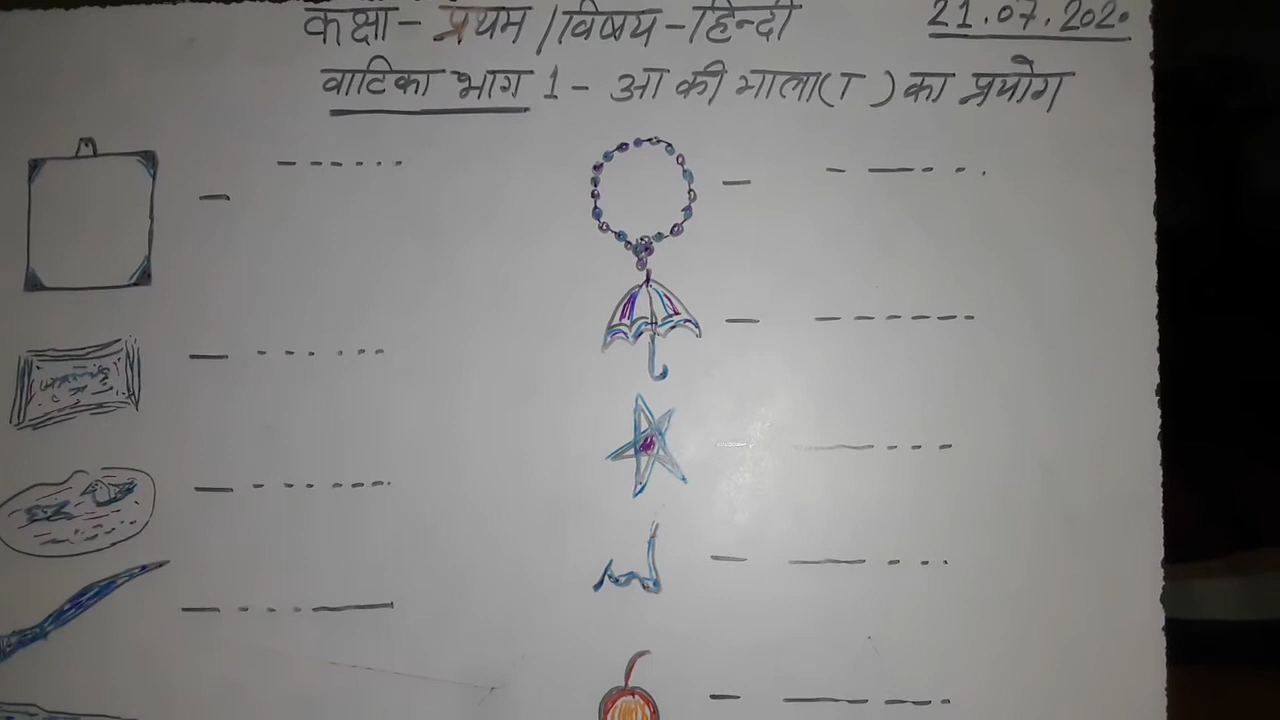 कक्षा - प्रथम / विषय - हिन्दी
21.07.2020
वाटिका भाग 1 - आ की माला(ा ) का प्रयोग